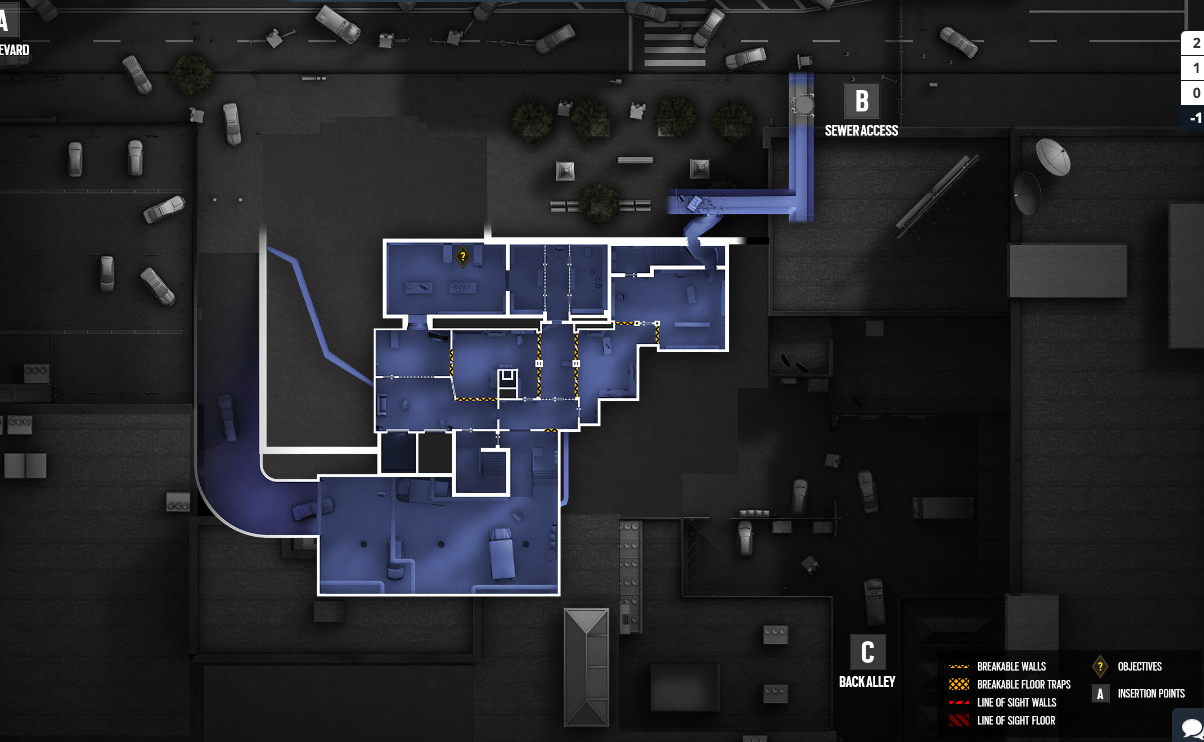 A
EVARD
2
1
0
-1
B
SEWER ACCESS
?
C
BACK ALLEY
BREAKABLE WALLS
BREAKABLE FLOOR TRAPS
LINE OF SIGHT WALLS
LINE OF SIGHT FLOOR
? OBJECTIVES
A INSERTION POINTS